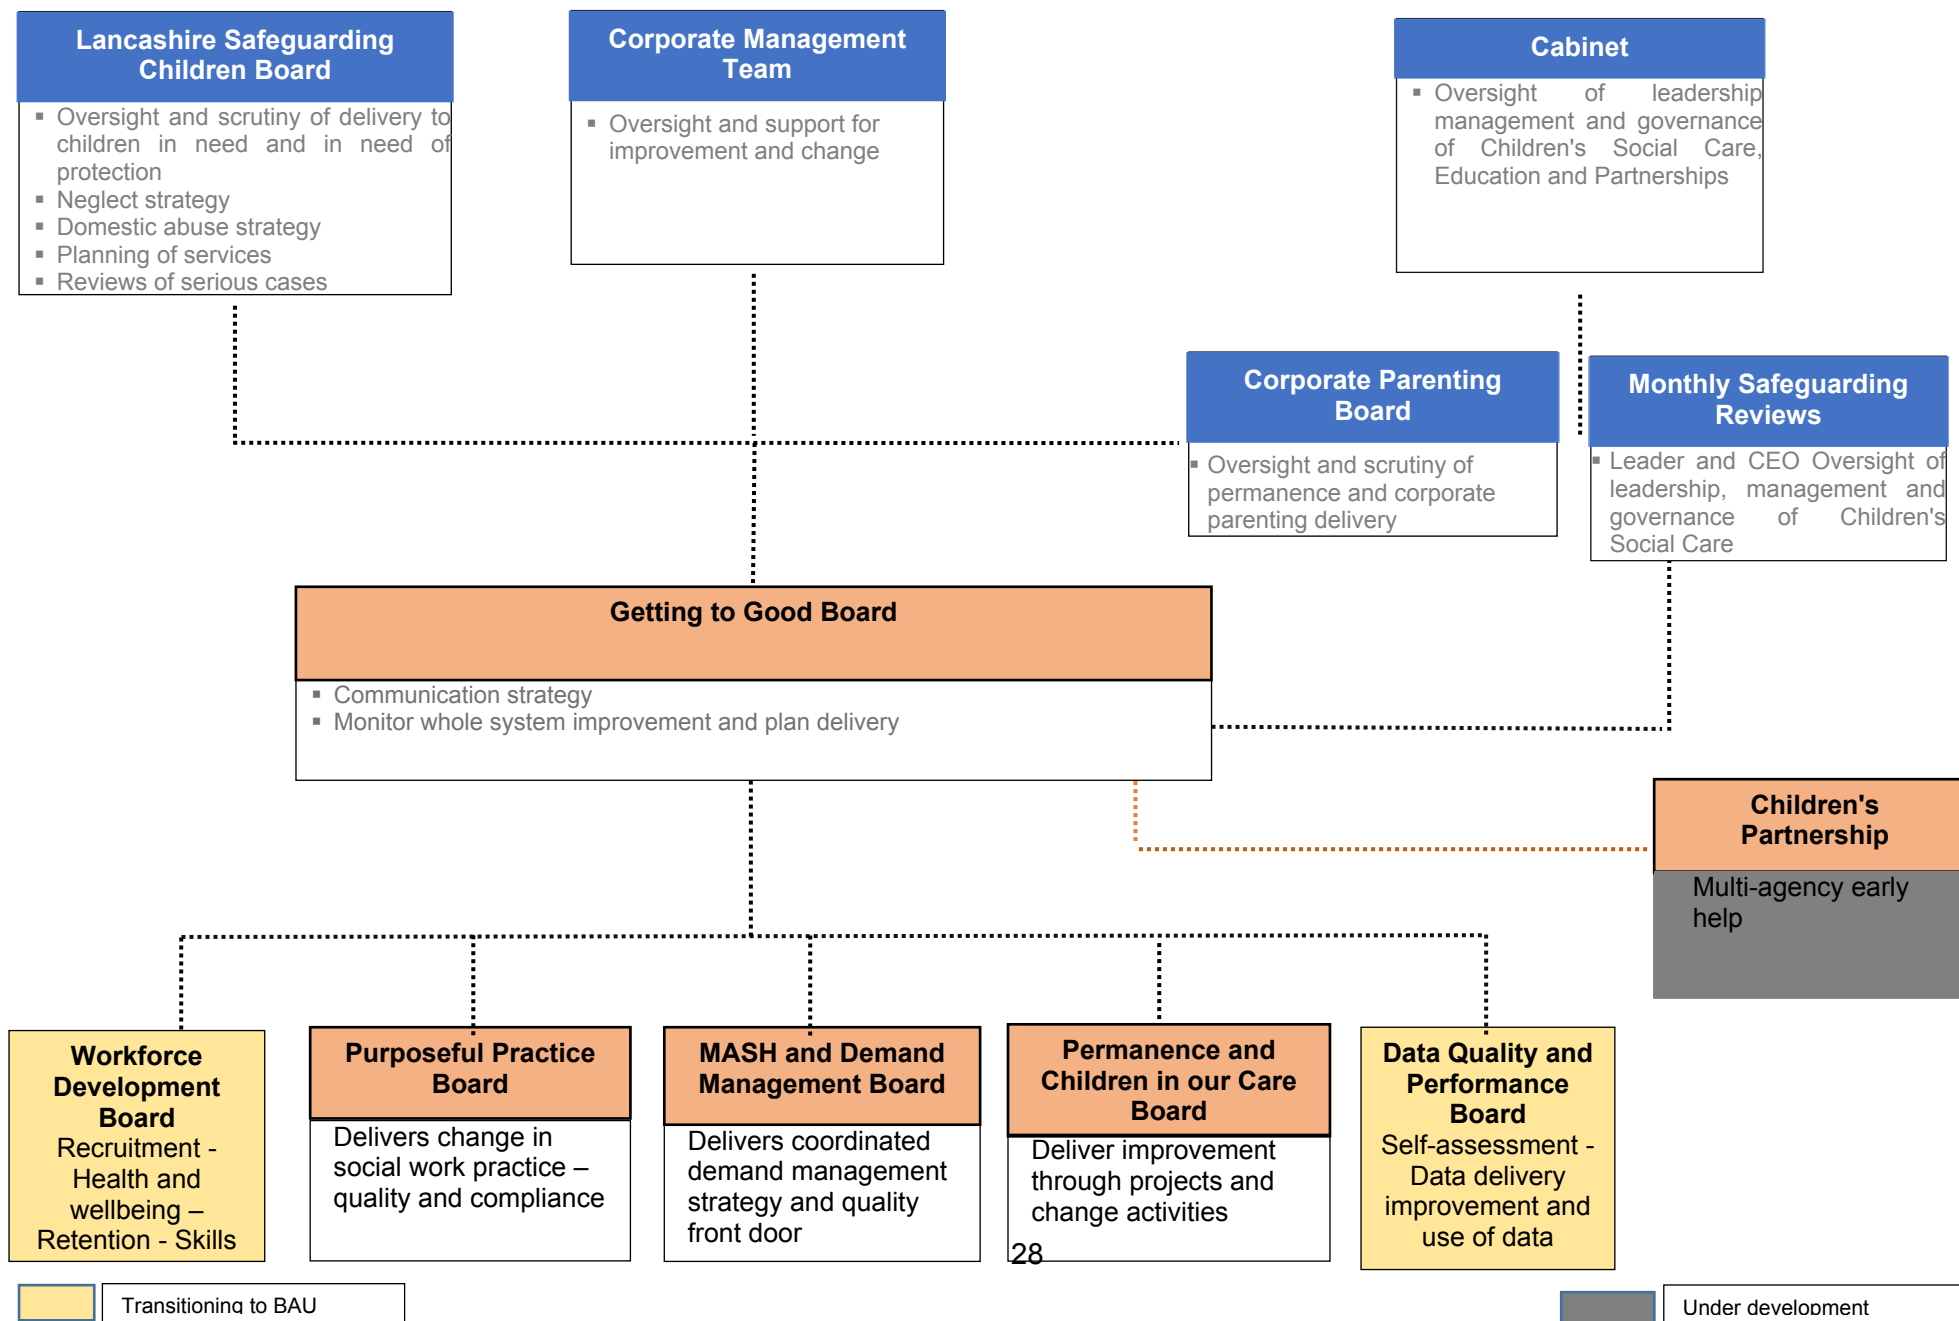 Lancashire Safeguarding
Children Board
▪ Oversight and scrutiny of delivery to
children in need and in need of
protection
▪ Neglect strategy
▪ Domestic abuse strategy
▪ Planning of services
▪ Reviews of serious cases
Corporate Management
Team
▪ Oversight and support for
improvement and change
Cabinet
▪ Oversight of leadership
management and governance
of Children's Social Care,
Education and Partnerships
Corporate Parenting
Board
▪ Oversight and scrutiny of
permanence and corporate
parenting delivery
Monthly Safeguarding
Reviews
▪ Leader and CEO Oversight of
leadership, management and
governance of Children's
Social Care
Getting to Good Board
▪ Communication strategy
▪ Monitor whole system improvement and plan delivery
Children's
Partnership
Multi-agency early
help
Workforce
Development
Board
Recruitment -
Health and
wellbeing –
Retention - Skills
Purposeful Practice
Board
Delivers change in
social work practice –
quality and compliance
MASH and Demand
Management Board
Delivers coordinated
demand management
strategy and quality
front door
Permanence and
Children in our Care
Board
Deliver improvement
through projects and
change activities
Data Quality and
Performance
Board
Self-assessment -
Data delivery
improvement and
use of data
28
Transitioning to BAU
Under development